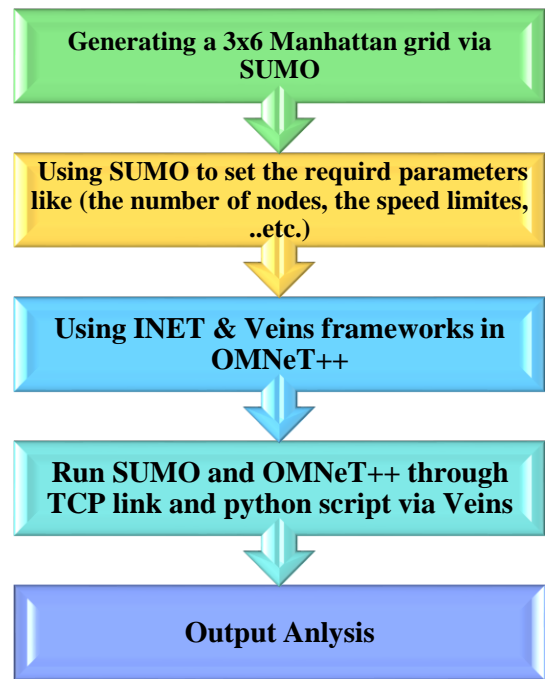 Generating a 3x6 Manhattan grid via
SUMO
Using SUMO to set the requird parameters
like (the number of nodes, the speed limites,
..etc.)
Using INET & Veins frameworks in
OMNeT++
Run SUMO and OMNeT++ through
TCP link and python script via Veins
Output Anlysis